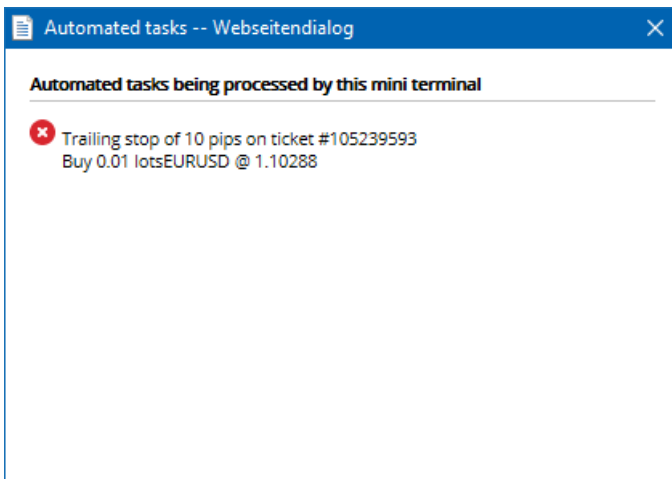 Automated tasks -- Webseitendialog
Automated tasks being processed by this mini terminal
Trailing stop of 10 pips on ticket #105239593
Buy 0.01 lotsEURUSD @ 1.10288